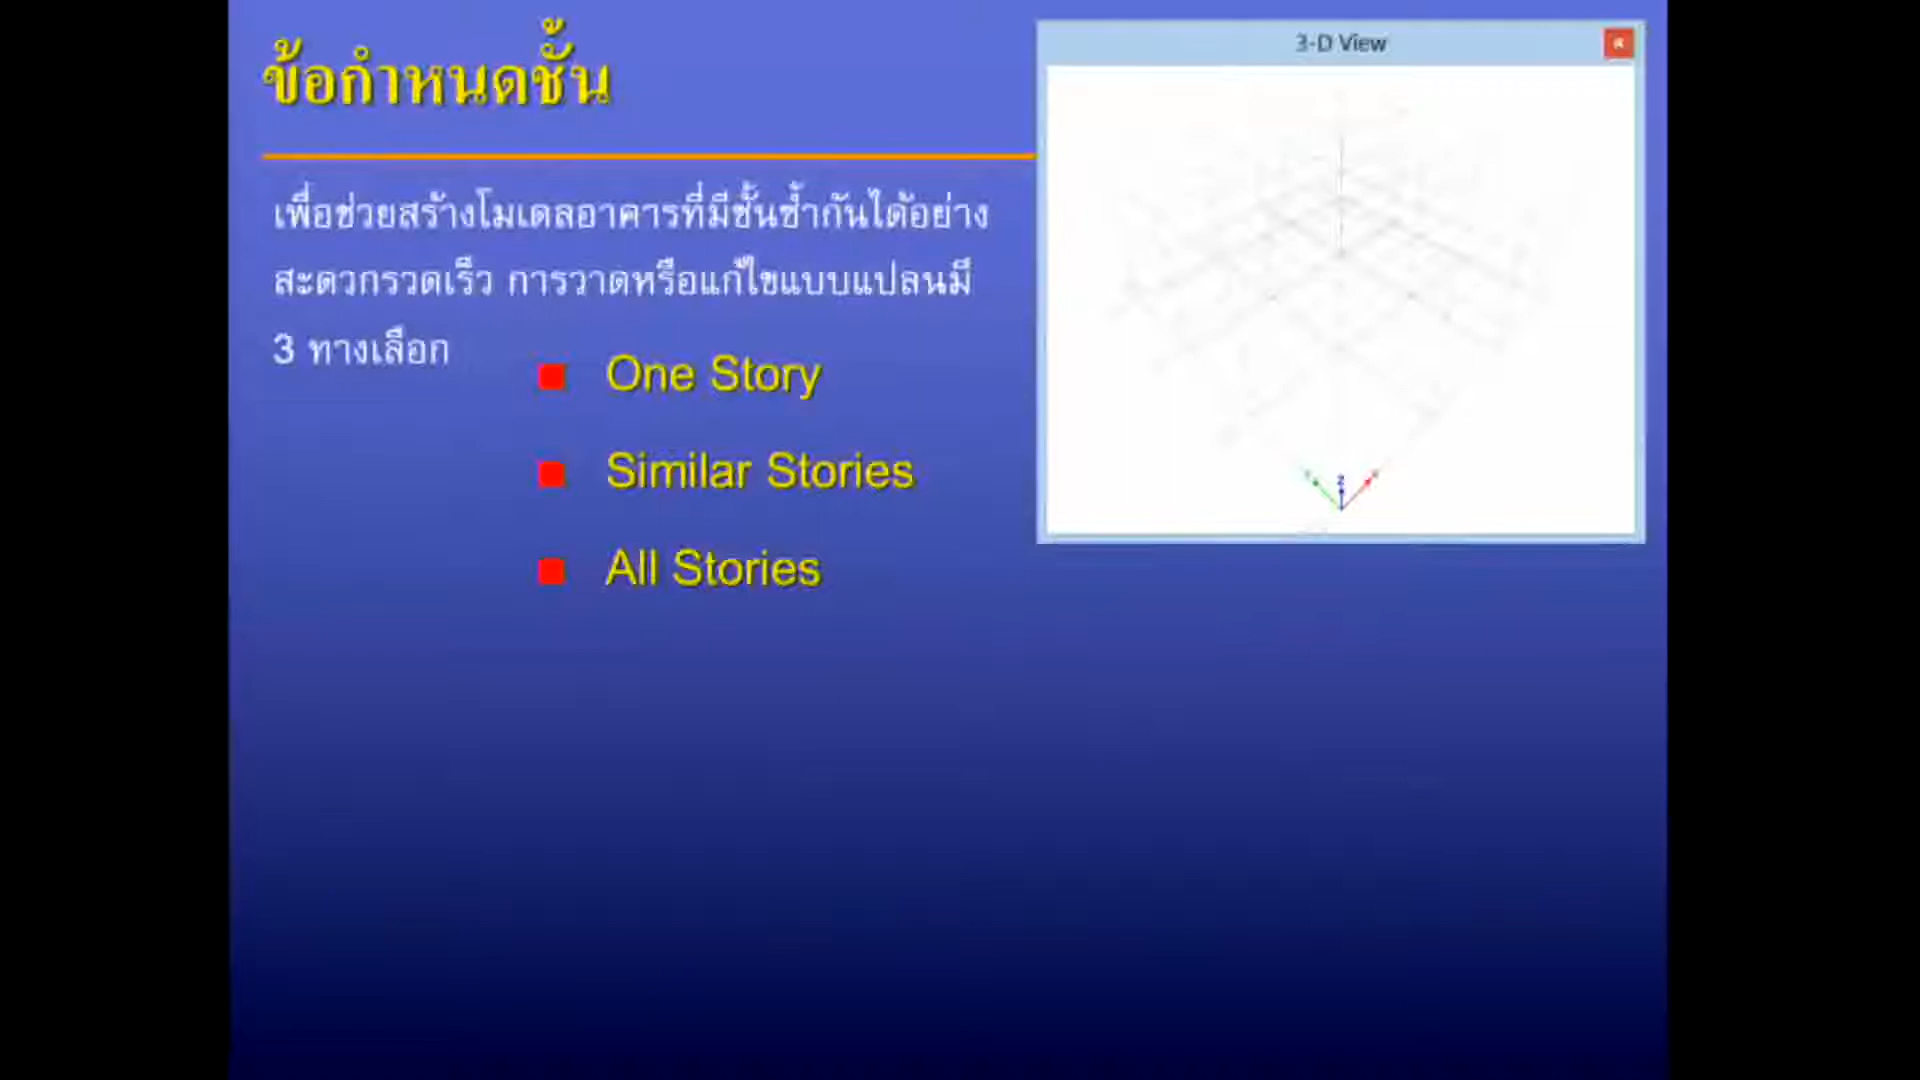 ข้อกำหนดชั้น
เพื่อช่วยสร้างโมเดลอาคารที่มีชั้นซ้ำกันได้อย่าง
สะดวกรวดเร็ว การวาดหรือแก้ไขแบบแปลนมี
3 ทางเลือก
One Story
Similar Stories
All Stories
3-D View
Z